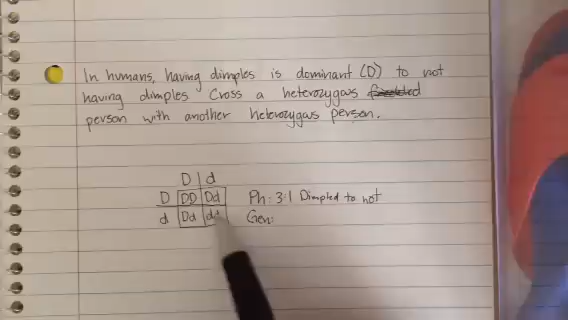 In humans, having dimples is dominant (D) to not
having dimples Cross a heterozygous
person with another heterozygous person.
D d
D DD Dd Ph: 3:1 Dimpled to not
d Dd dd Gen: